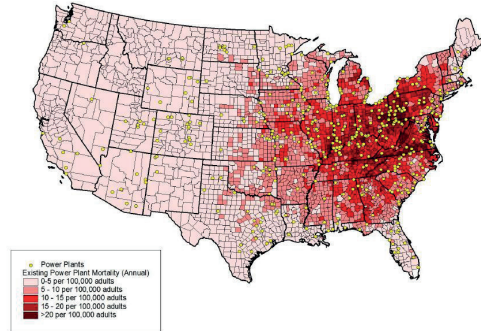 Power Plants
Existing Power Plant Mortality (Annual)
0-5 per 100,000 adults
5 - 10 per 100,000 adults
10 - 15 per 100,000 adults
15 - 20 per 100,000 adults
>20 per 100,000 adults